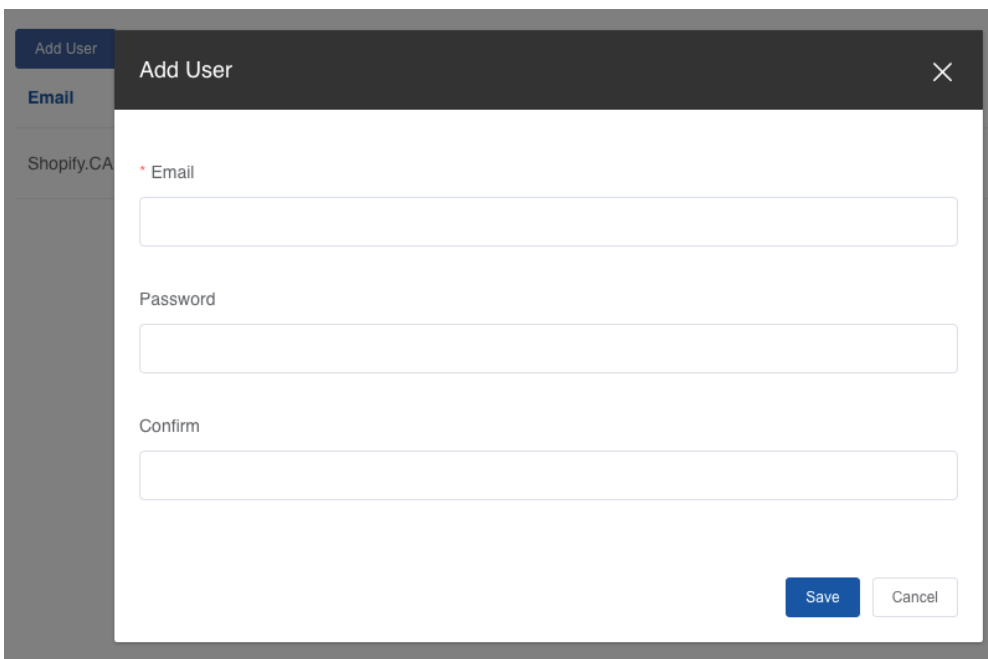 Add User
Email
Shopify.CA
Add User
* Email
Password
Confirm
Save
Cancel